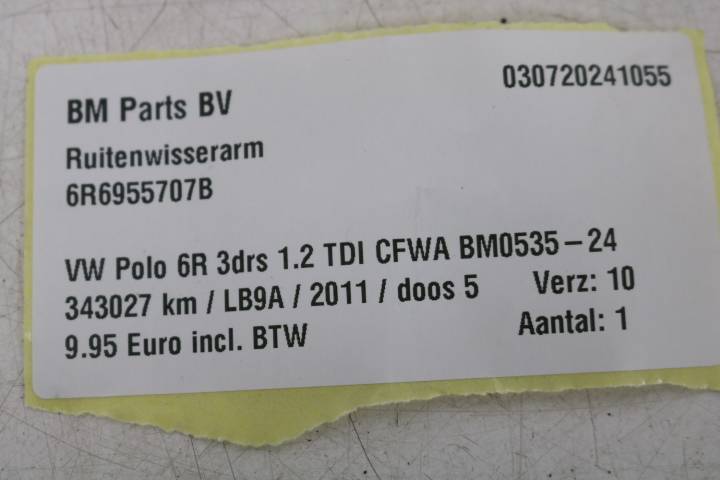 BM Parts BV 030720241055
Ruitenwisserarm
6R6955707B
VW Polo 6R 3drs 1.2 TDI CFWA BM0535-24
343027 km / LB9A / 2011 / doos 5 Verz: 10
9.95 Euro incl. BTW Aantal: 1